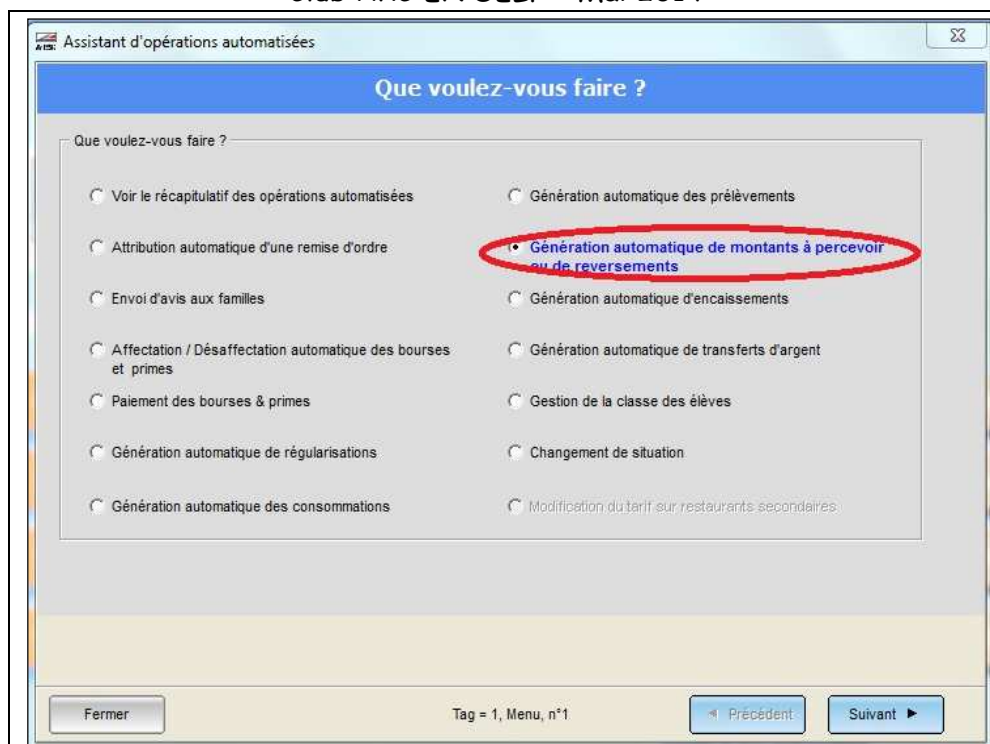 Assistant d'opérations automatisées
Que voulez-vous faire ?
Que voulez-vous faire ?
Voir le récapitulatif des opérations automatisées
Attribution automatique d'une remise d'ordre
Envoi d'avis aux familles
Affectation / Désaffectation automatique des bourses
et primes
Paiement des bourses & primes
Génération automatique de régularisations
Génération automatique des consommations
Génération automatique des prélèvements
Génération automatique de montants à percevoir
ou de reversements
Génération automatique d'encaissements
Génération automatique de transferts d'argent
Gestion de la classe des élèves
Changement de situation
Modification du tarif sur restaurants secondaires
Fermer
Tag = 1, Menu, n°1
Précédent
Suivant